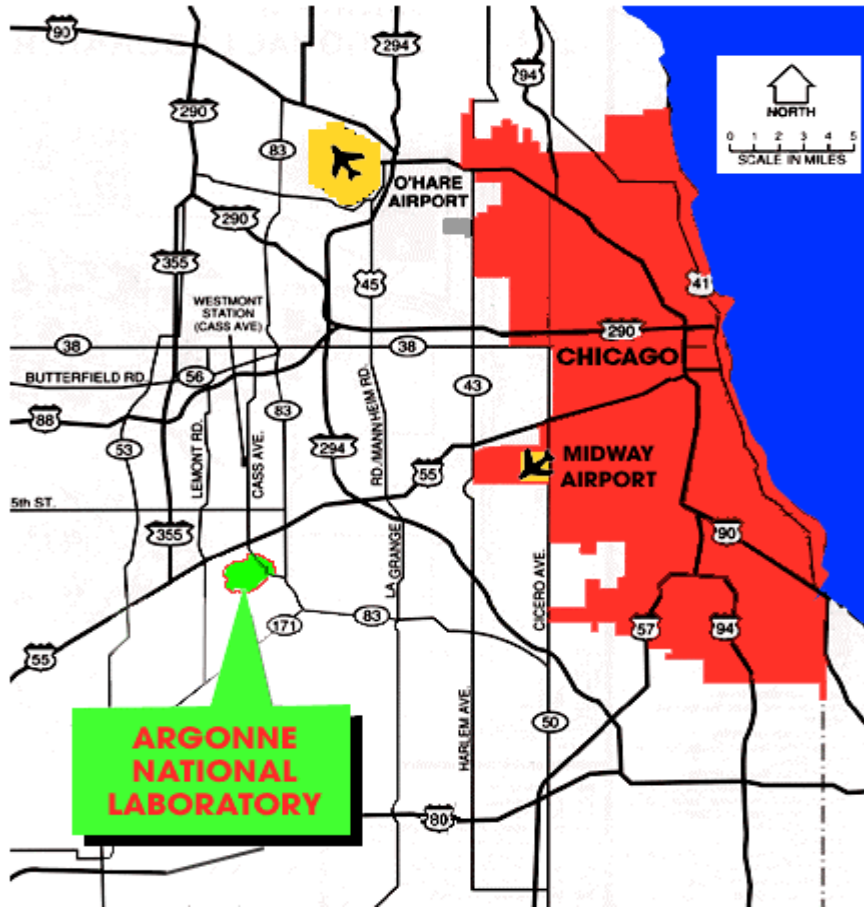 90
294
94
NORTH
0 1 2 3 4 5
SCALE IN MILES
290
83
O'HARE
AIRPORT
290
355
45
41
WESTMONT
STATION
(CASS AVE)
290
38
38
CHICAGO
BUTTERFIELD RD.
56
43
88
83
53
LEMONT RD.
CASS AVE.
294
RD./MANNHEIM RD.
55
MIDWAY
AIRPORT
5th ST.
355
90
LA GRANGE
CICERO AVE.
83
171
57
94
55
HARLEM AVE.
50
ARGONNE
NATIONAL
LABORATORY
80